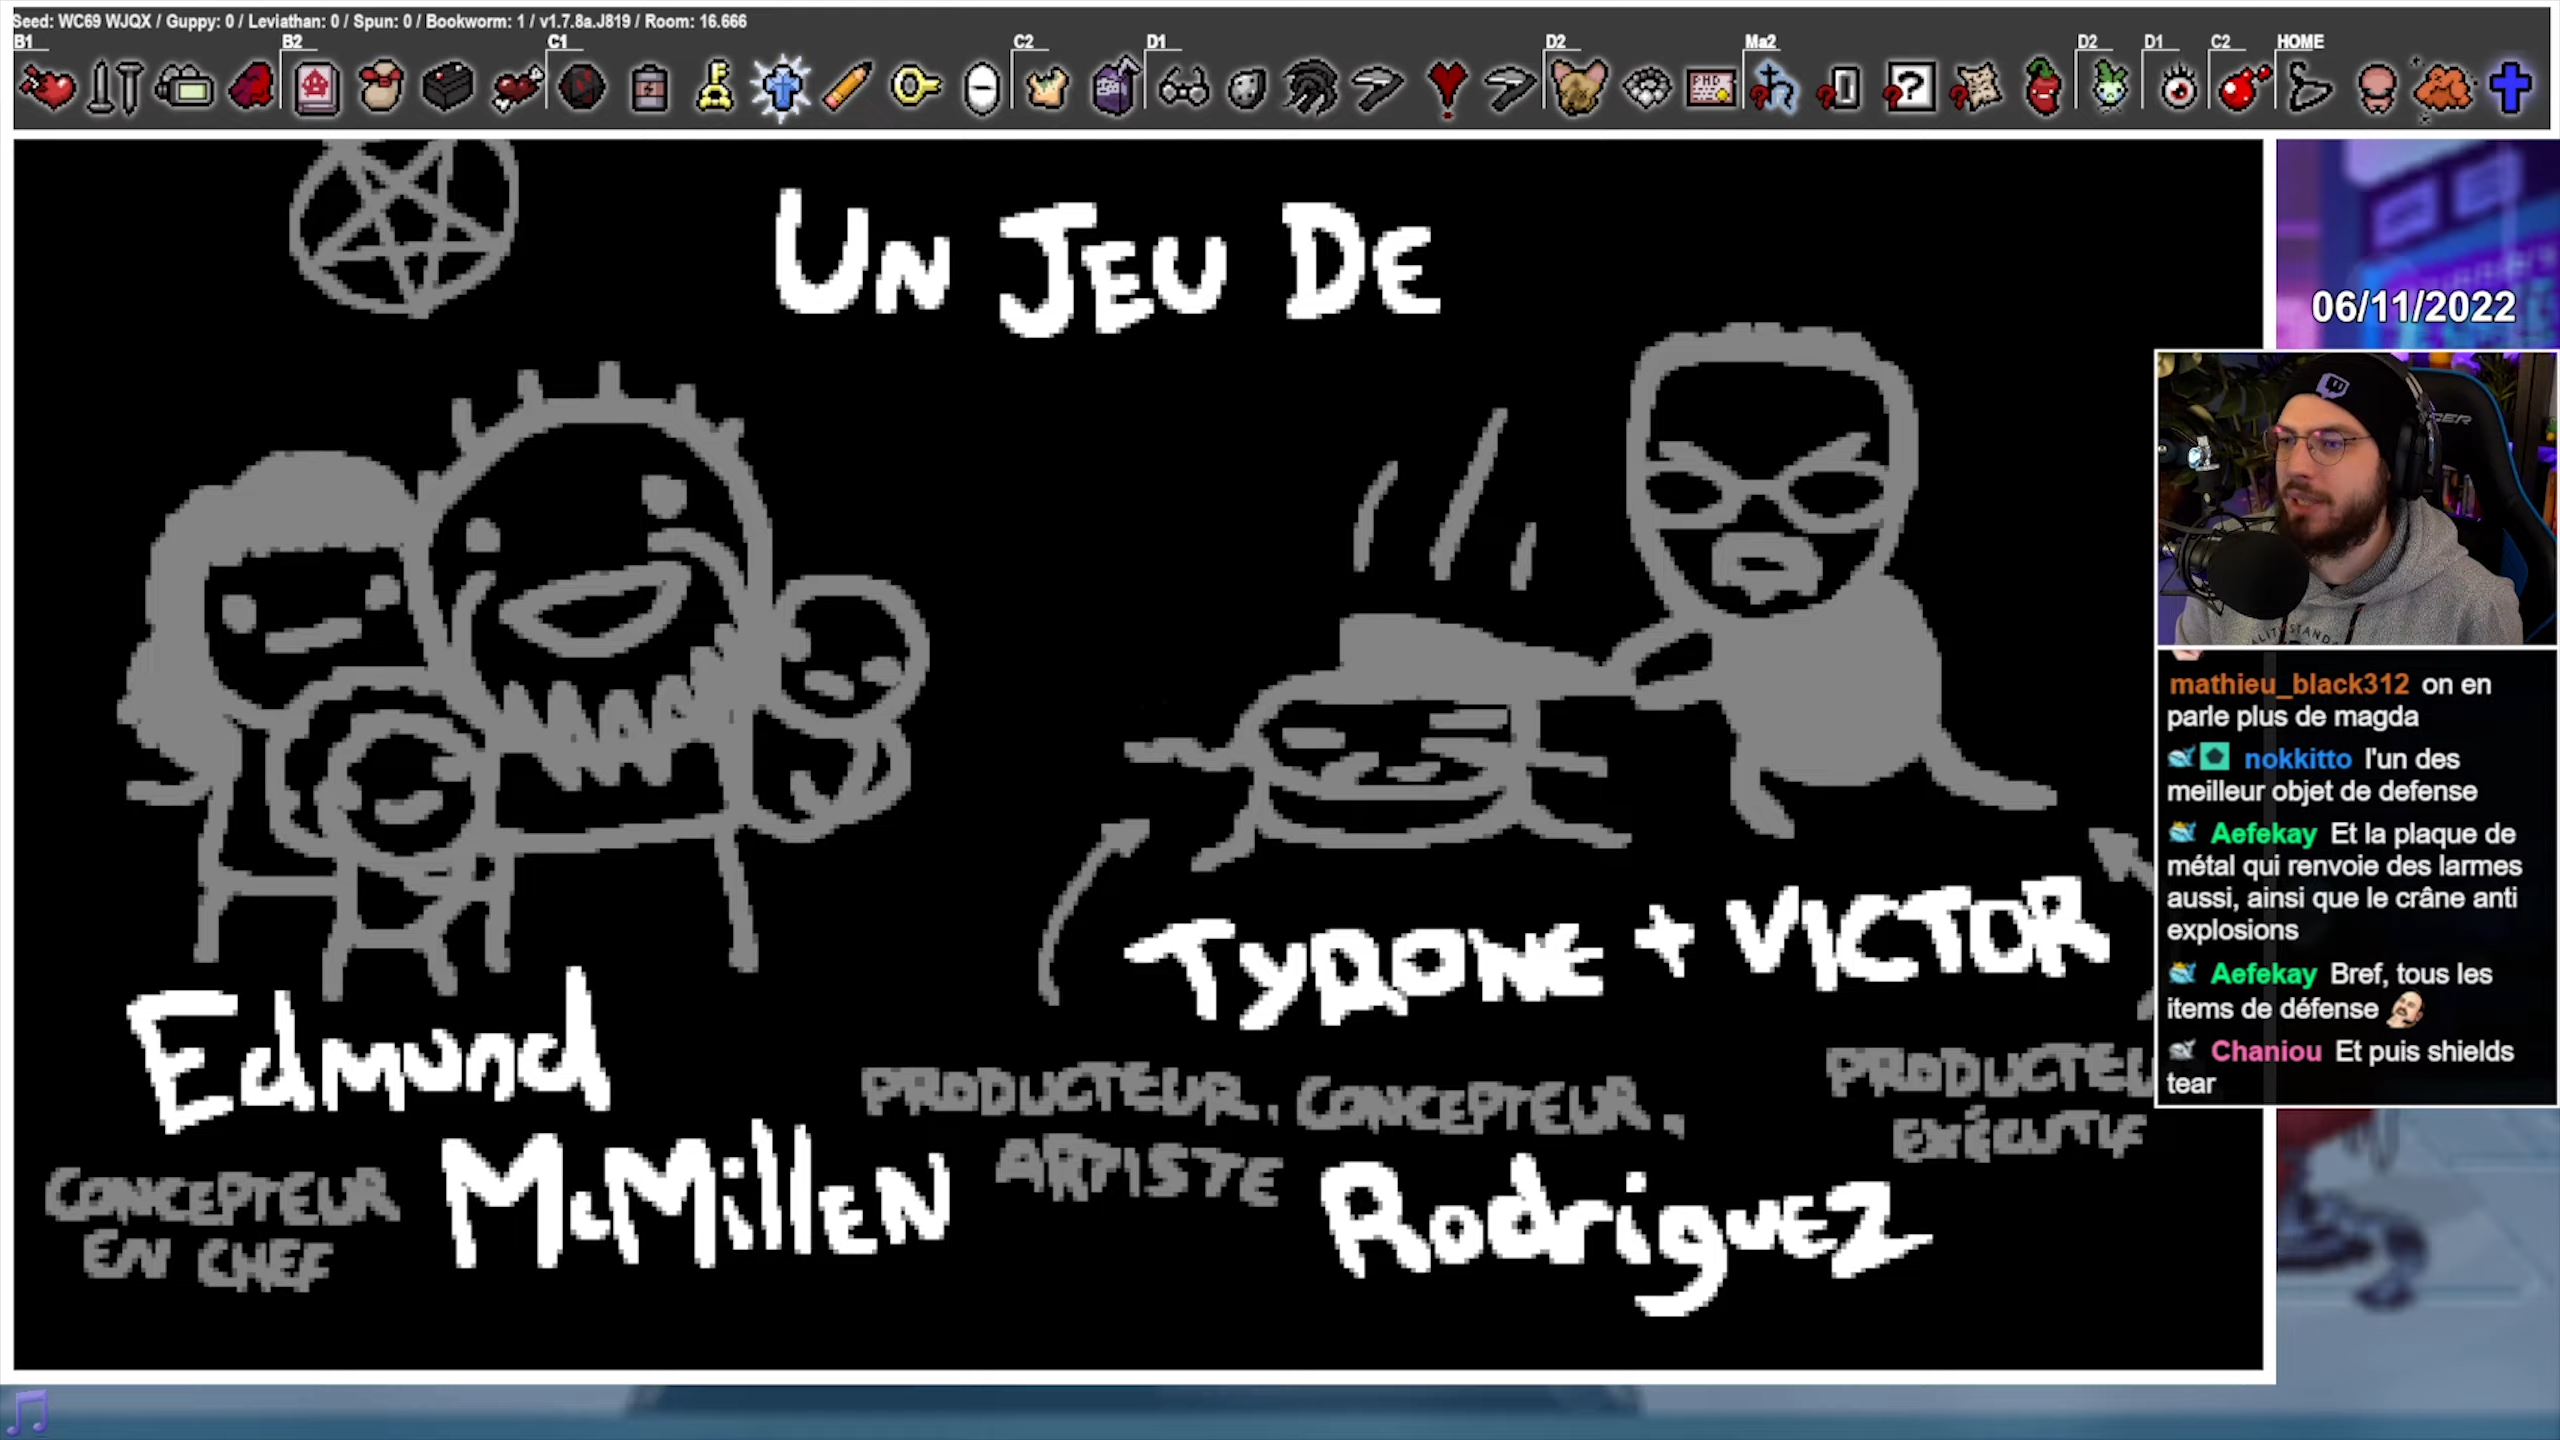 Seed: WC69 WJQX / Guppy: 0 / Leviathan: 0 / Spun: 0 / Bookworm: 1 / v1.7.8a.J819 / Room: 16.666
B1 B2 C1 C2 D1 D2 Ma2 D2 D1 C2 HOME
UN JEU DE
06/11/2022
mathieu_black312 on en
parle plus de magda
nokkitto l'un des
meilleur objet de defense
Aefekay Et la plaque de
métal qui renvoie des larmes
aussi, ainsi que le crâne anti
explosions
Aefekay Bref, tous les
items de défense
Chaniou Et puis shields
tear
Edmund
McMillEN
CONCEPTEUR
EN CHEF
TYRONE + VICTOR
RodriguEZ
PRODUCTEUR, CONCEPTEUR,
ARTISTE
PRODUCTEU
EXÉCUTIF